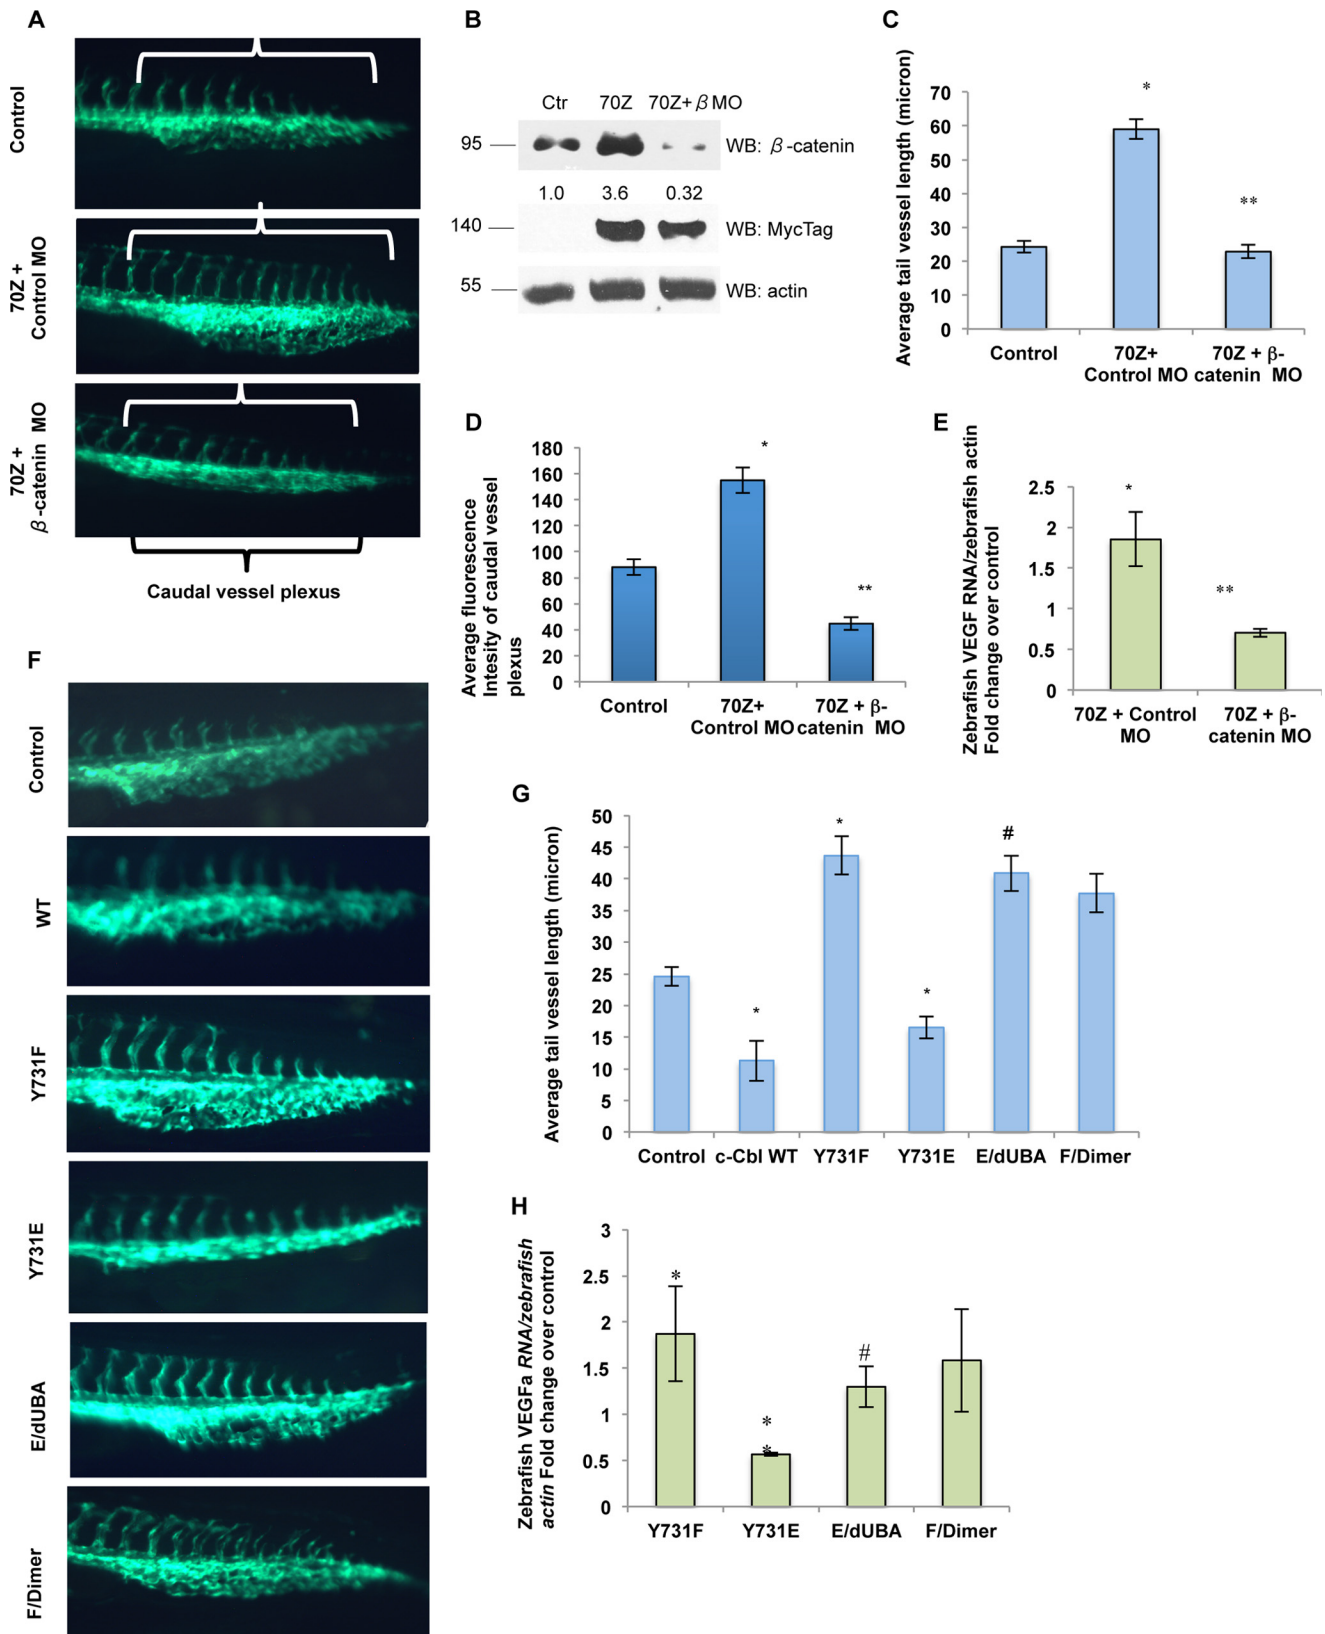 A
Control
70Z +
Control MO
70Z +
β-catenin MO
Caudal vessel plexus
B
Ctr 70Z 70Z+βMO
95 WB: β-catenin
1.0 3.6 0.32
140 WB: MycTag
55 WB: actin
C
Average tail vessel length (micron)
70
60
50
40
30
20
10
0
*
**
Control 70Z+ 70Z + β-
Control MO catenin MO
D
Average fluorescence
Intesity of caudal vessel
plexus
180
160
140
120
100
80
60
40
20
0
*
**
Control 70Z+ 70Z + β-
Control MO catenin MO
E
Zebrafish VEGF RNA/zebrafish actin
Fold change over control
2.5
2
1.5
1
0.5
0
*
**
70Z + Control 70Z + β-
MO catenin MO
F
Control
WT
Y731F
Y731E
E/dUBA
F/Dimer
G
Average tail vessel length (micron)
50
45
40
35
30
25
20
15
10
5
0
*
*
*
#
Control c-Cbl WT Y731F Y731E E/dUBA F/Dimer
H
Zebrafish VEGFa RNA/zebrafish
actin Fold change over control
3
2.5
2
1.5
1
0.5
0
*
*
*
#
Y731F Y731E E/dUBA F/Dimer